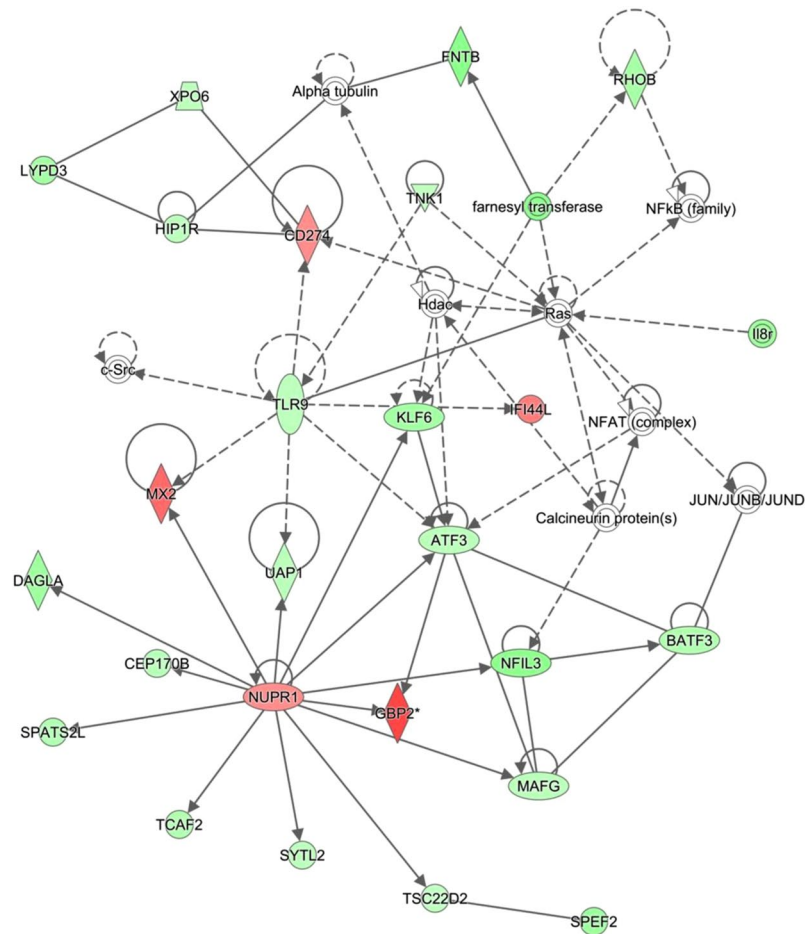 FNTB
RHOB
Alpha tubulin
XPO6
LYPD3
TNK1
farnesyl transferase
NFkB (family)
HIP1R
CD274
Hdac
Ras
Il8r
c-Src
TLR9
KLF6
IFI44L
NFAT (complex)
MX2
JUN/JUNB/JUND
Calcineurin protein(s)
ATF3
DAGLA
UAP1
BATF3
CEP170B
NFIL3
NUPR1
GBP2*
SPATS2L
MAFG
TCAF2
SYTL2
TSC22D2
SPEF2